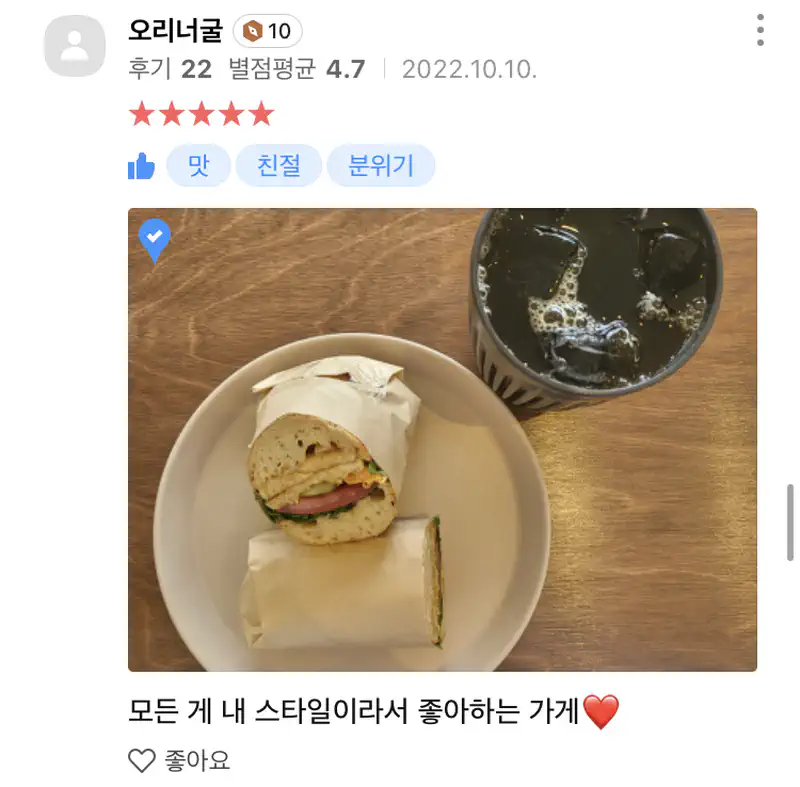 오리너굴 10
후기 22 별점평균 4.7 2022.10.10.
맛 친절 분위기
모든 게 내 스타일이라서 좋아하는 가게❤️
좋아요